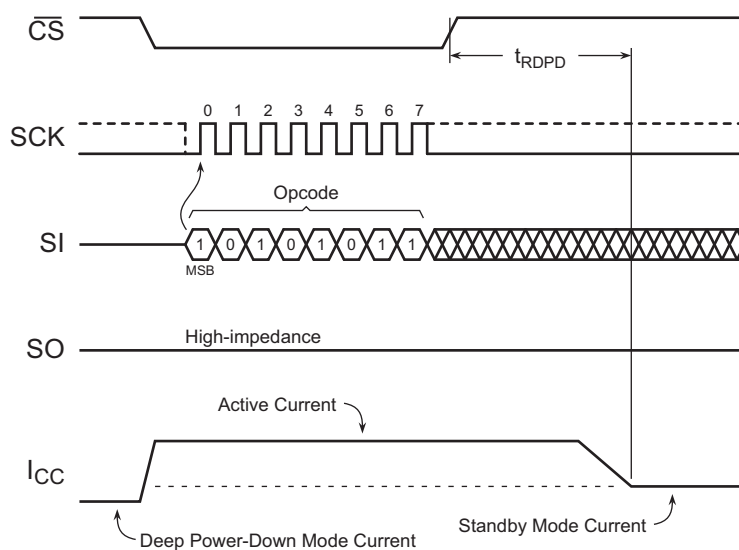 CS
tRDPD
0 1 2 3 4 5 6 7
SCK
Opcode
SI
1 0 1 0 1 0 1 1
MSB
High-impedance
SO
Active Current
ICC
Standby Mode Current
Deep Power-Down Mode Current